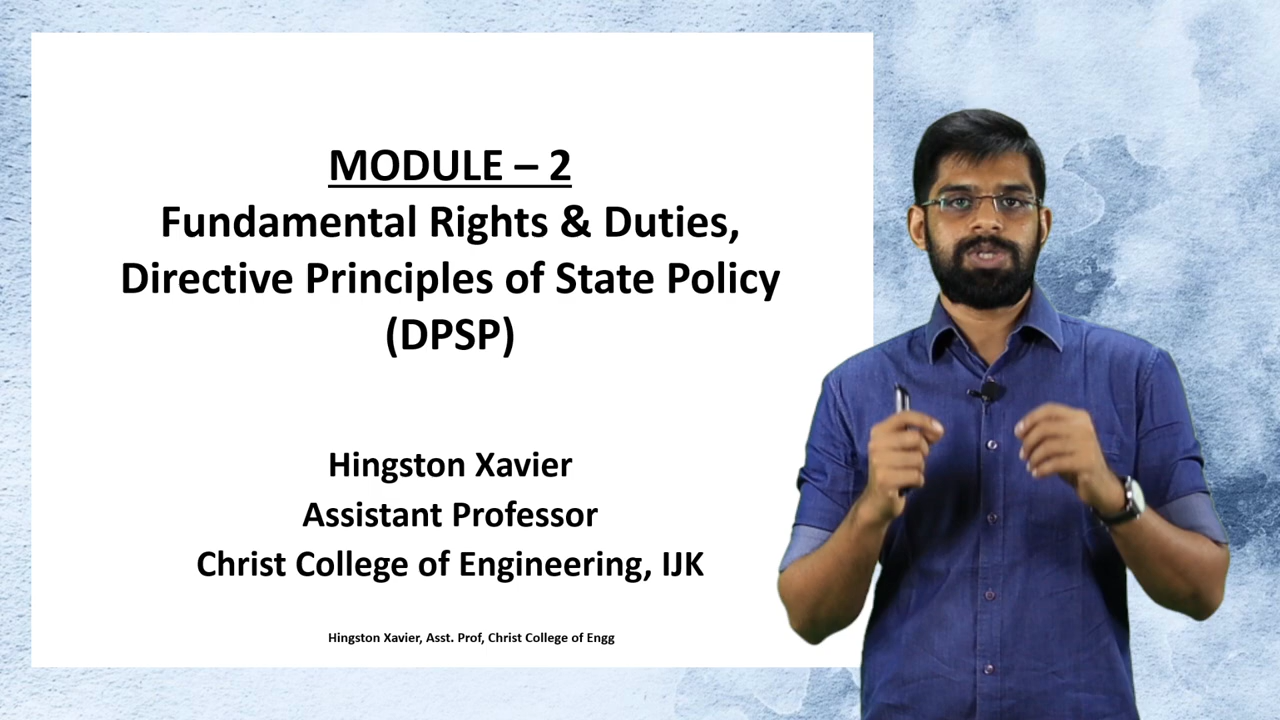 MODULE – 2
Fundamental Rights & Duties,
Directive Principles of State Policy
(DPSP)
Hingston Xavier
Assistant Professor
Christ College of Engineering, IJK
Hingston Xavier, Asst. Prof, Christ College of Engg